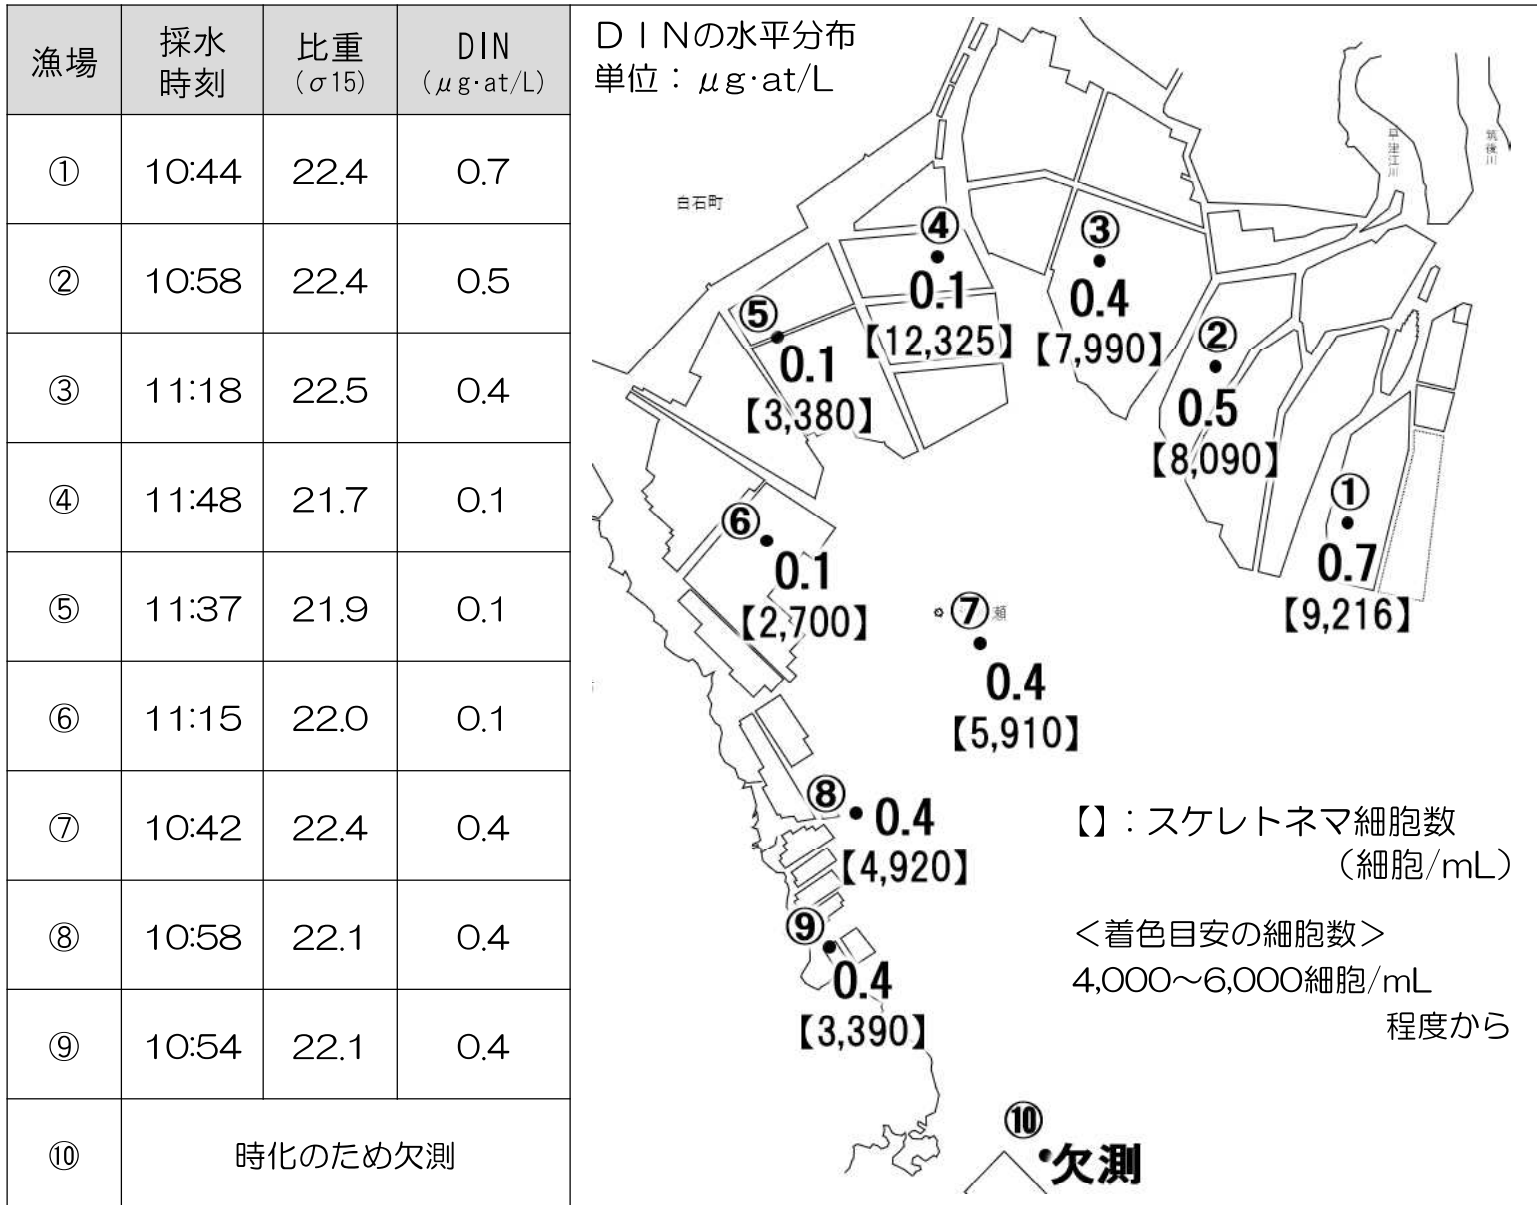 漁場 採水時刻 比重(σ15) DIN(μg·at/L)
① 10:44 22.4 0.7
② 10:58 22.4 0.5
③ 11:18 22.5 0.4
④ 11:48 21.7 0.1
⑤ 11:37 21.9 0.1
⑥ 11:15 22.0 0.1
⑦ 10:42 22.4 0.4
⑧ 10:58 22.1 0.4
⑨ 10:54 22.1 0.4
⑩ 時化のため欠測
DINの水平分布
単位：μg·at/L
早津江川
筑後川
白石町
④
0.1
【12,325】
③
0.4
【7,990】
⑤
0.1
【3,380】
②
0.5
【8,090】
①
0.7
【9,216】
⑥
0.1
【2,700】
⑦ 瀬
0.4
【5,910】
⑧
0.4
【4,920】
⑨
0.4
【3,390】
⑩
欠測
【】：スケレトネマ細胞数
（細胞/mL）
＜着色目安の細胞数＞
4,000～6,000細胞/mL
程度から